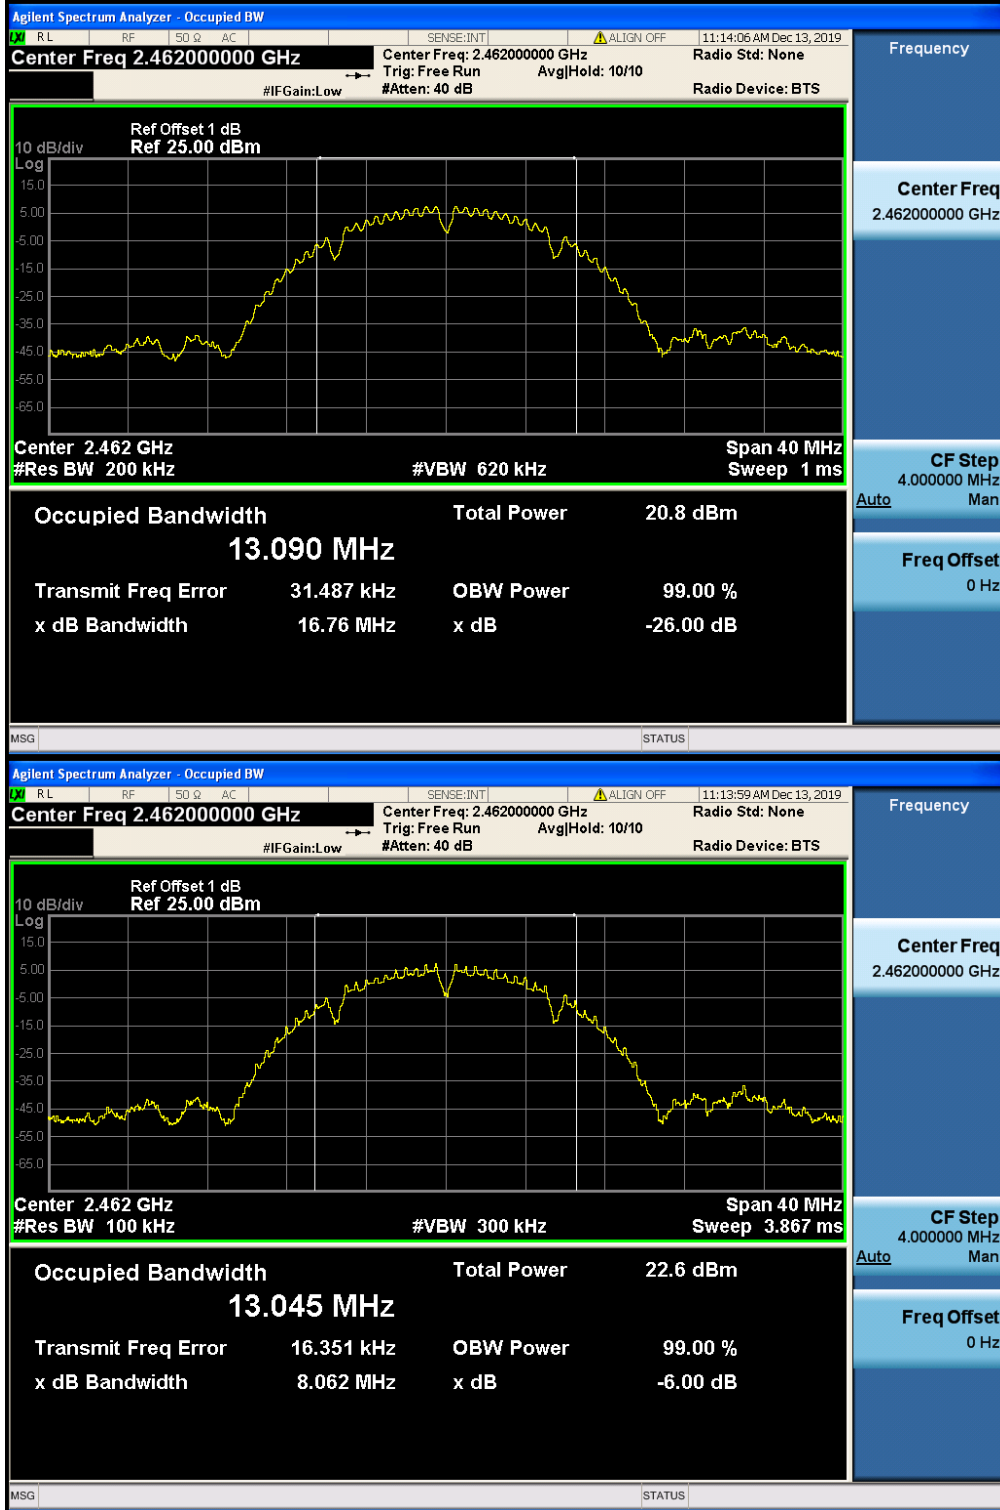 Agilent Spectrum Analyzer - Occupied BW
LXI RL RF 50 Ω AC SENSE:INT ALIGN OFF 11:14:06 AM Dec 13, 2019
Center Freq 2.462000000 GHz
Center Freq: 2.462000000 GHz Radio Std: None
Trig: Free Run Avg|Hold: 10/10
#IFGain:Low #Atten: 40 dB Radio Device: BTS
Frequency
Ref Offset 1 dB
10 dB/div Ref 25.00 dBm
Log
15.0
5.00
-5.00
-15.0
-25.0
-35.0
-45.0
-55.0
-65.0
Center 2.462 GHz Span 40 MHz
#Res BW 200 kHz #VBW 620 kHz Sweep 1 ms
Occupied Bandwidth Total Power 20.8 dBm
13.090 MHz
Transmit Freq Error 31.487 kHz OBW Power 99.00 %
x dB Bandwidth 16.76 MHz x dB -26.00 dB
Center Freq
2.462000000 GHz
CF Step
4.000000 MHz
Auto Man
Freq Offset
0 Hz
MSG STATUS
Agilent Spectrum Analyzer - Occupied BW
LXI RL RF 50 Ω AC SENSE:INT ALIGN OFF 11:13:59 AM Dec 13, 2019
Center Freq 2.462000000 GHz
Center Freq: 2.462000000 GHz Radio Std: None
Trig: Free Run Avg|Hold: 10/10
#IFGain:Low #Atten: 40 dB Radio Device: BTS
Frequency
Ref Offset 1 dB
10 dB/div Ref 25.00 dBm
Log
15.0
5.00
-5.00
-15.0
-25.0
-35.0
-45.0
-55.0
-65.0
Center 2.462 GHz Span 40 MHz
#Res BW 100 kHz #VBW 300 kHz Sweep 3.867 ms
Occupied Bandwidth Total Power 22.6 dBm
13.045 MHz
Transmit Freq Error 16.351 kHz OBW Power 99.00 %
x dB Bandwidth 8.062 MHz x dB -6.00 dB
Center Freq
2.462000000 GHz
CF Step
4.000000 MHz
Auto Man
Freq Offset
0 Hz
MSG STATUS